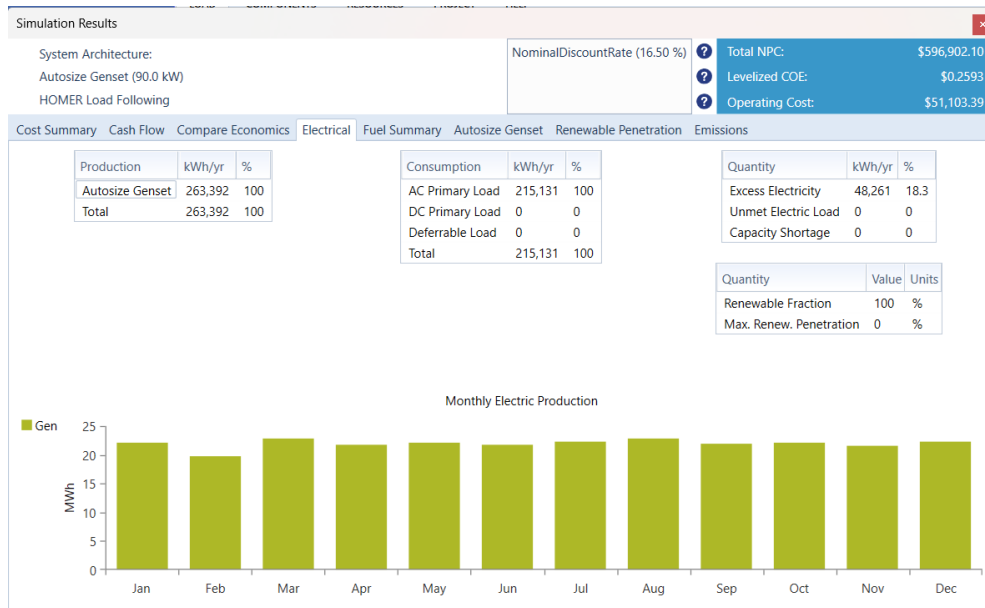 LOAD COMPONENTS RESOURCES PROJECT HELP
Simulation Results
System Architecture:
Autosize Genset (90.0 kW)
HOMER Load Following
NominalDiscountRate (16.50 %)
? Total NPC: $596,902.10
? Levelized COE: $0.2593
? Operating Cost: $51,103.39
Cost Summary Cash Flow Compare Economics Electrical Fuel Summary Autosize Genset Renewable Penetration Emissions
Production kWh/yr %
Autosize Genset 263,392 100
Total 263,392 100
Consumption kWh/yr %
AC Primary Load 215,131 100
DC Primary Load 0 0
Deferrable Load 0 0
Total 215,131 100
Quantity kWh/yr %
Excess Electricity 48,261 18.3
Unmet Electric Load 0 0
Capacity Shortage 0 0
Quantity Value Units
Renewable Fraction 100 %
Max. Renew. Penetration 0 %
Monthly Electric Production
Gen
MWh
25
20
15
10
5
0
Jan Feb Mar Apr May Jun Jul Aug Sep Oct Nov Dec